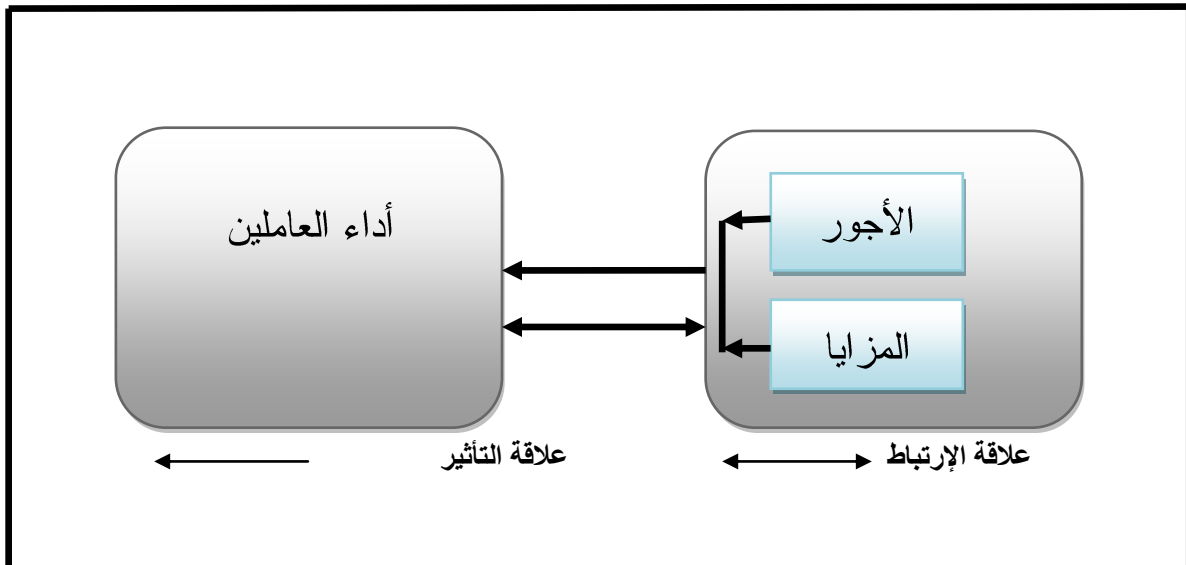 الأجور
أداء العاملين
المزايا
علاقة الإرتباط
علاقة التأثير